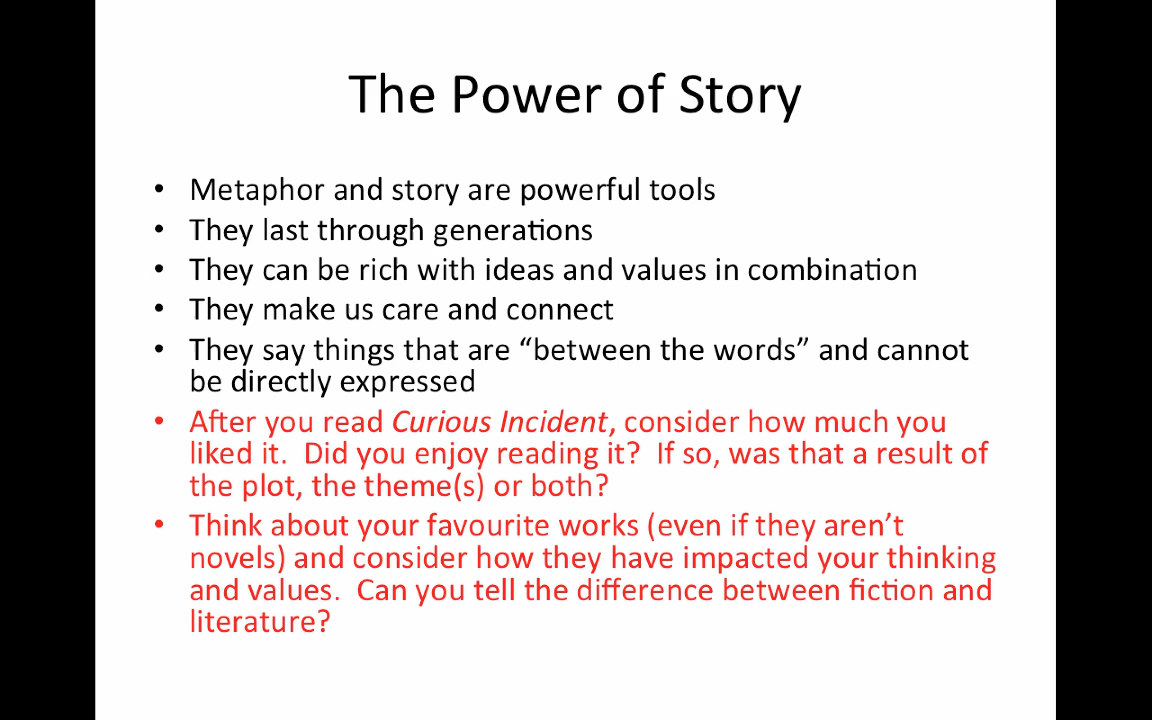 The Power of Story
• Metaphor and story are powerful tools
• They last through generations
• They can be rich with ideas and values in combination
• They make us care and connect
• They say things that are “between the words” and cannot
be directly expressed
• After you read Curious Incident, consider how much you
liked it.  Did you enjoy reading it?  If so, was that a result of
the plot, the theme(s) or both?
• Think about your favourite works (even if they aren’t
novels) and consider how they have impacted your thinking
and values.  Can you tell the difference between fiction and
literature?